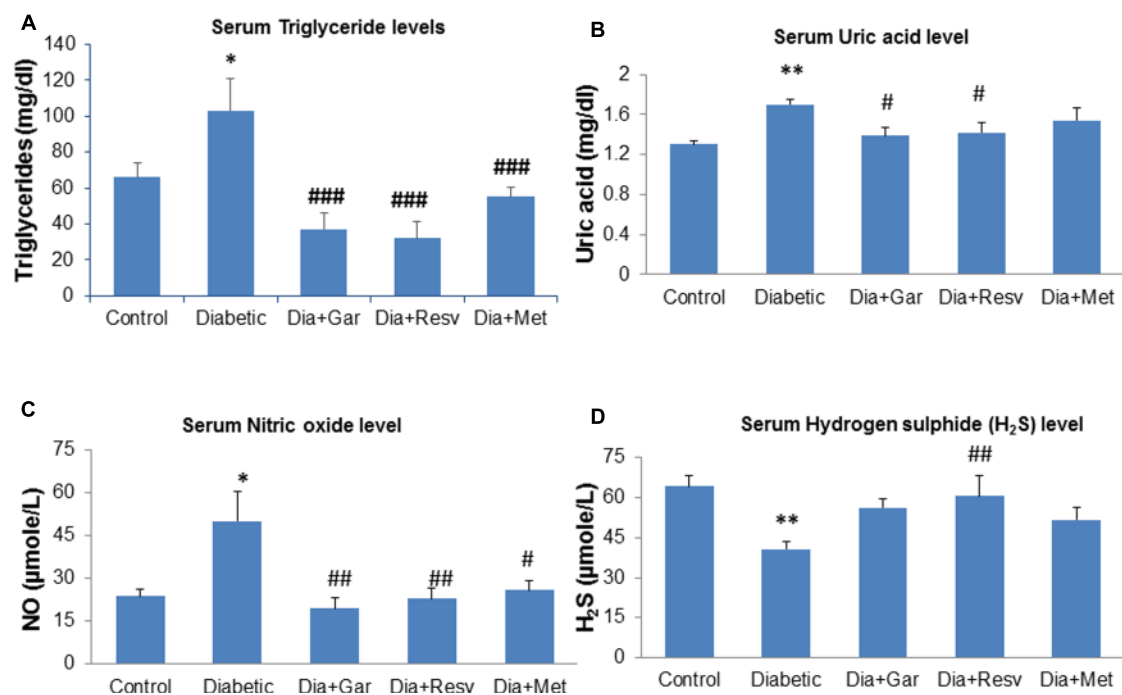 A
Serum Triglyceride levels
Triglycerides (mg/dl)
140
120
100
80
60
40
20
0
*
###
###
###
Control Diabetic Dia+Gar Dia+Resv Dia+Met
B
Serum Uric acid level
Uric acid (mg/dl)
2
1.6
1.2
0.8
0.4
0
**
#
#
Control Diabetic Dia+Gar Dia+Resv Dia+Met
C
Serum Nitric oxide level
NO (µmole/L)
75
60
45
30
15
0
*
##
##
#
Control Diabetic Dia+Gar Dia+Resv Dia+Met
D
Serum Hydrogen sulphide (H₂S) level
H₂S (µmole/L)
75
60
45
30
15
0
**
##
Control Diabetic Dia+Gar Dia+Resv Dia+Met